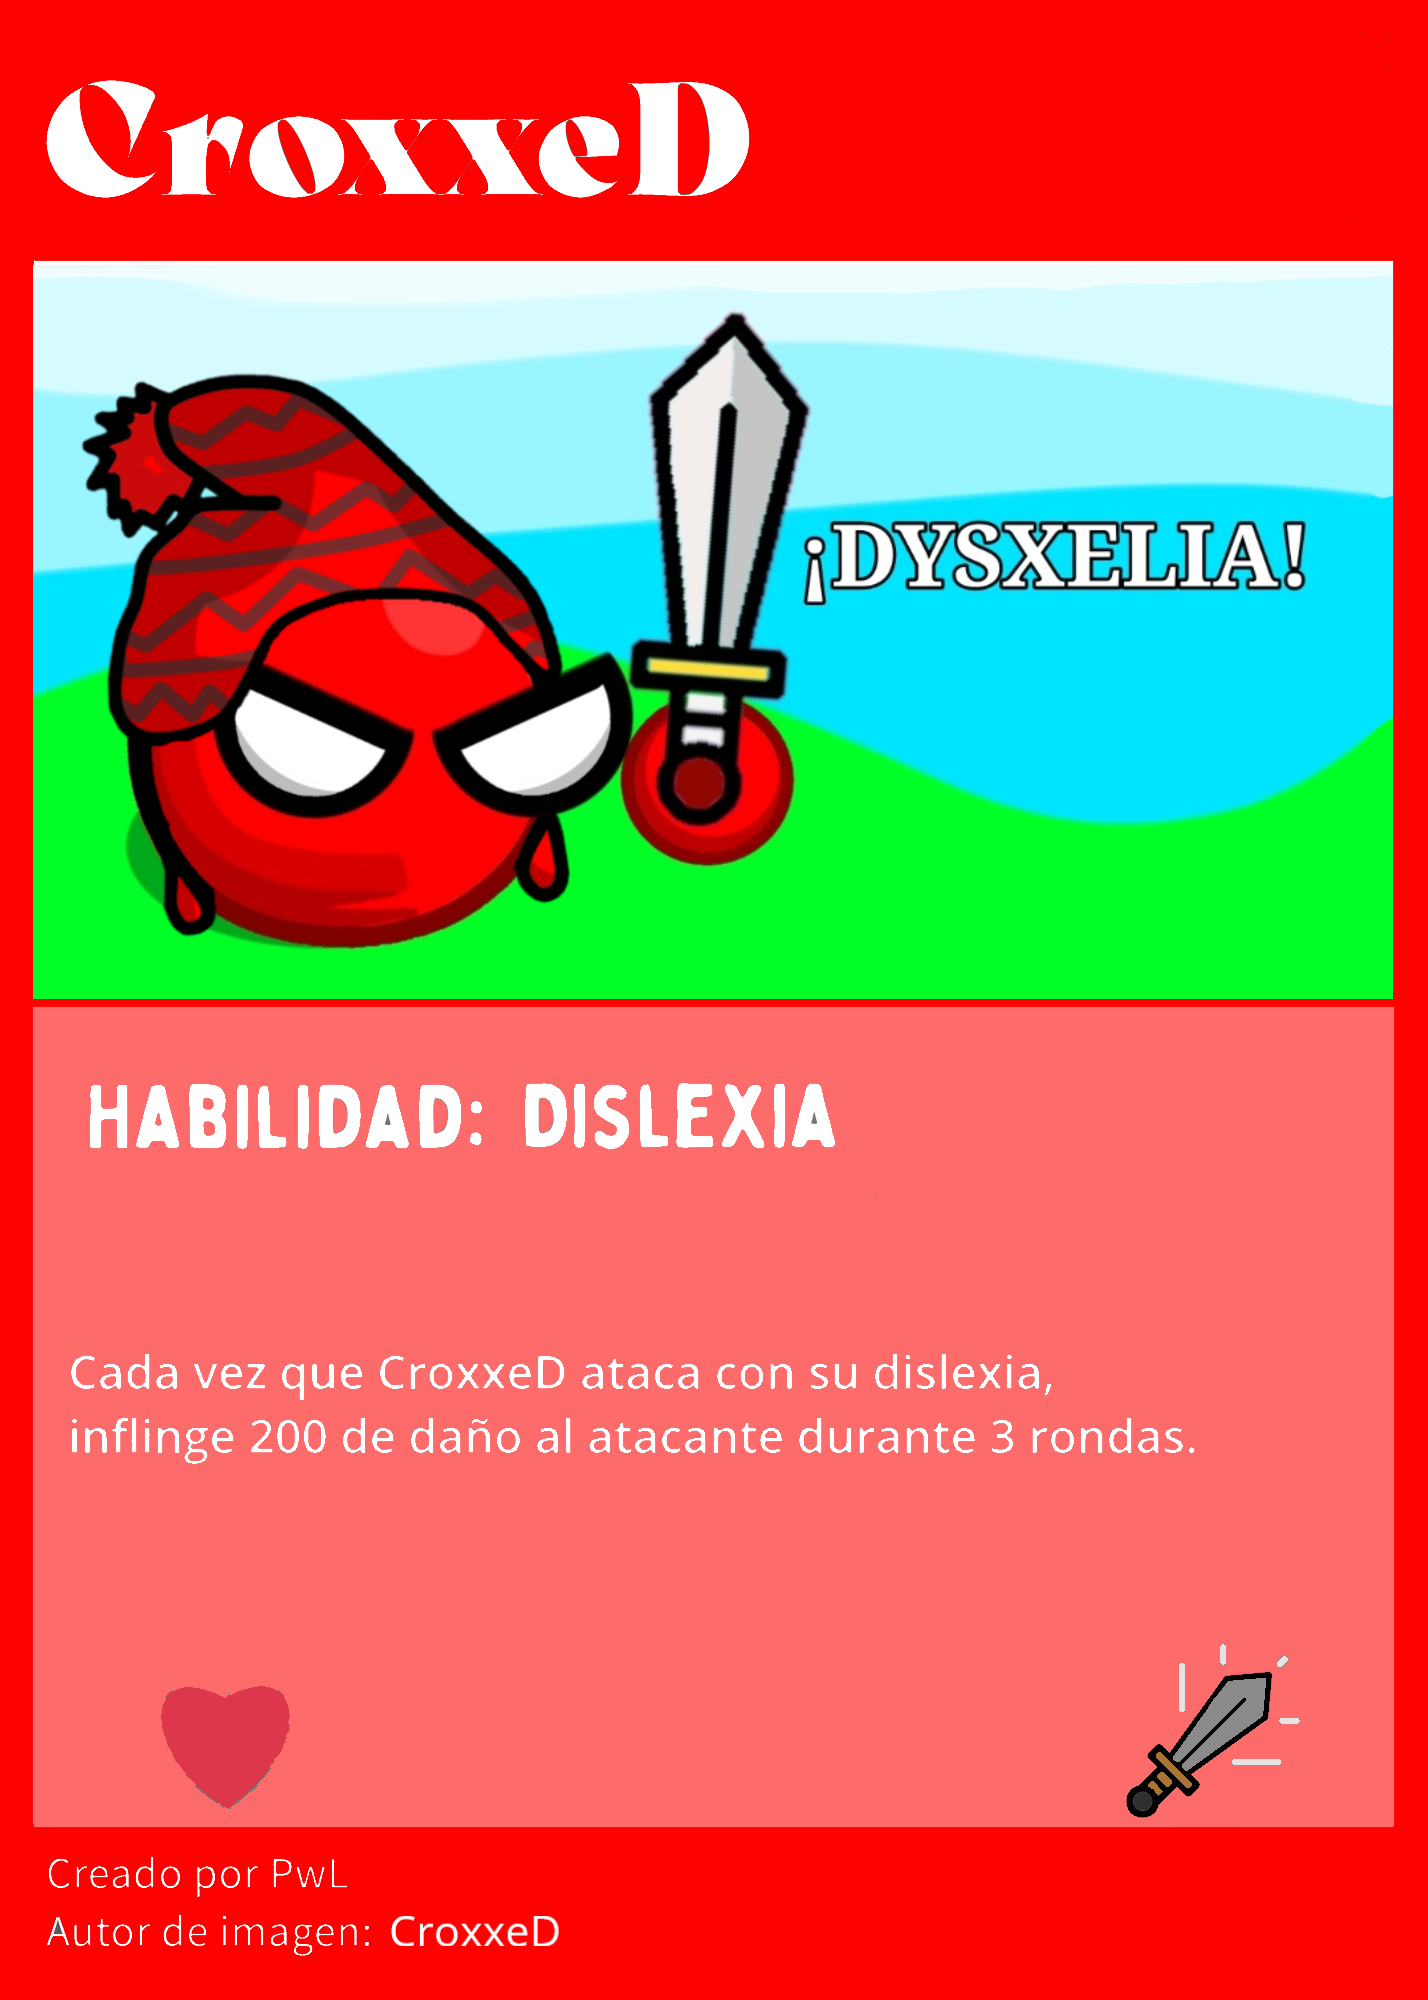 CroxxeD
¡DYSXELIA!
HABILIDAD: DISLEXIA
Cada vez que CroxxeD ataca con su dislexia,
inflinge 200 de daño al atacante durante 3 rondas.
Creado por PwL
Autor de imagen: CroxxeD